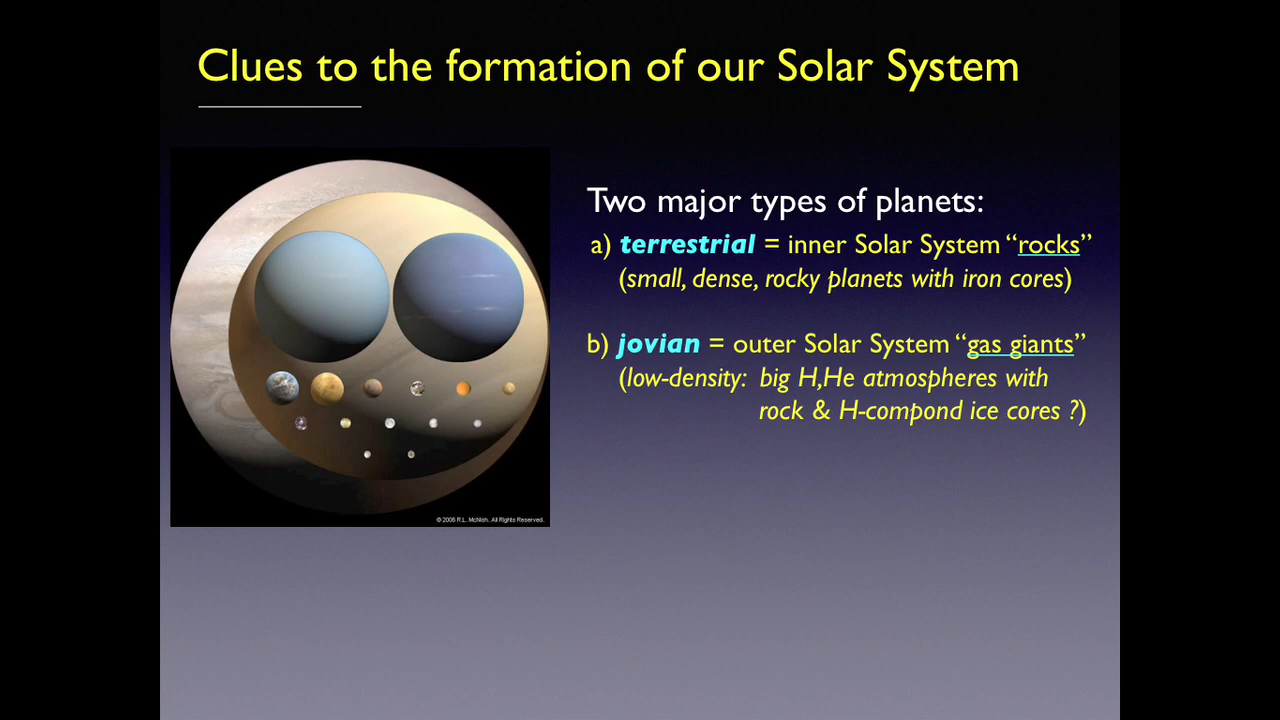 Clues to the formation of our Solar System
Two major types of planets:
a) terrestrial = inner Solar System “rocks”
(small, dense, rocky planets with iron cores)
b) jovian = outer Solar System “gas giants”
(low-density: big H,He atmospheres with
rock & H-compond ice cores ?)
© 2006 R.L. McNish. All Rights Reserved.